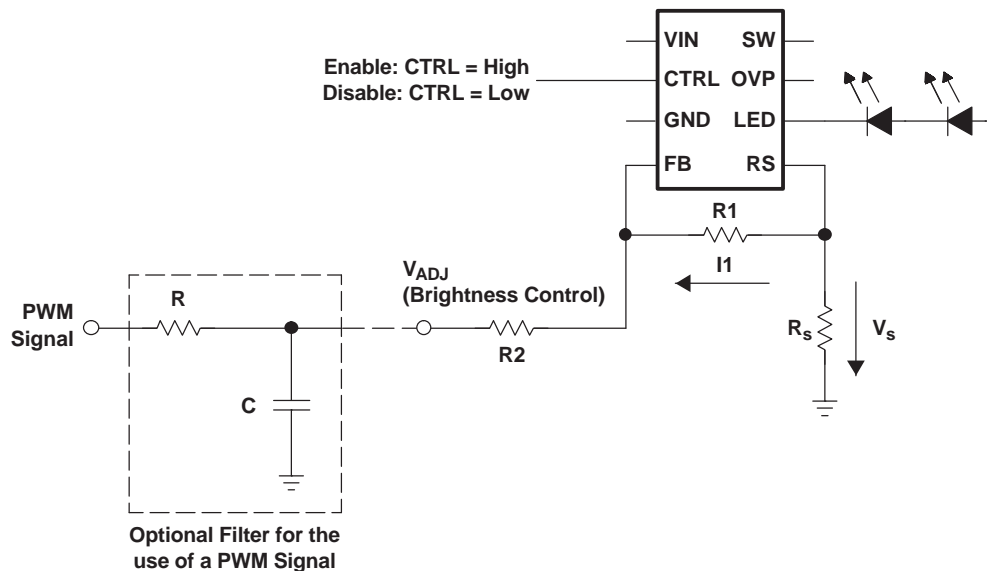 VIN SW
Enable: CTRL = High
Disable: CTRL = Low
CTRL OVP
GND LED
FB RS
R1
I1
V_ADJ
(Brightness Control)
PWM
Signal
R
R2
R_s
V_s
C
Optional Filter for the
use of a PWM Signal